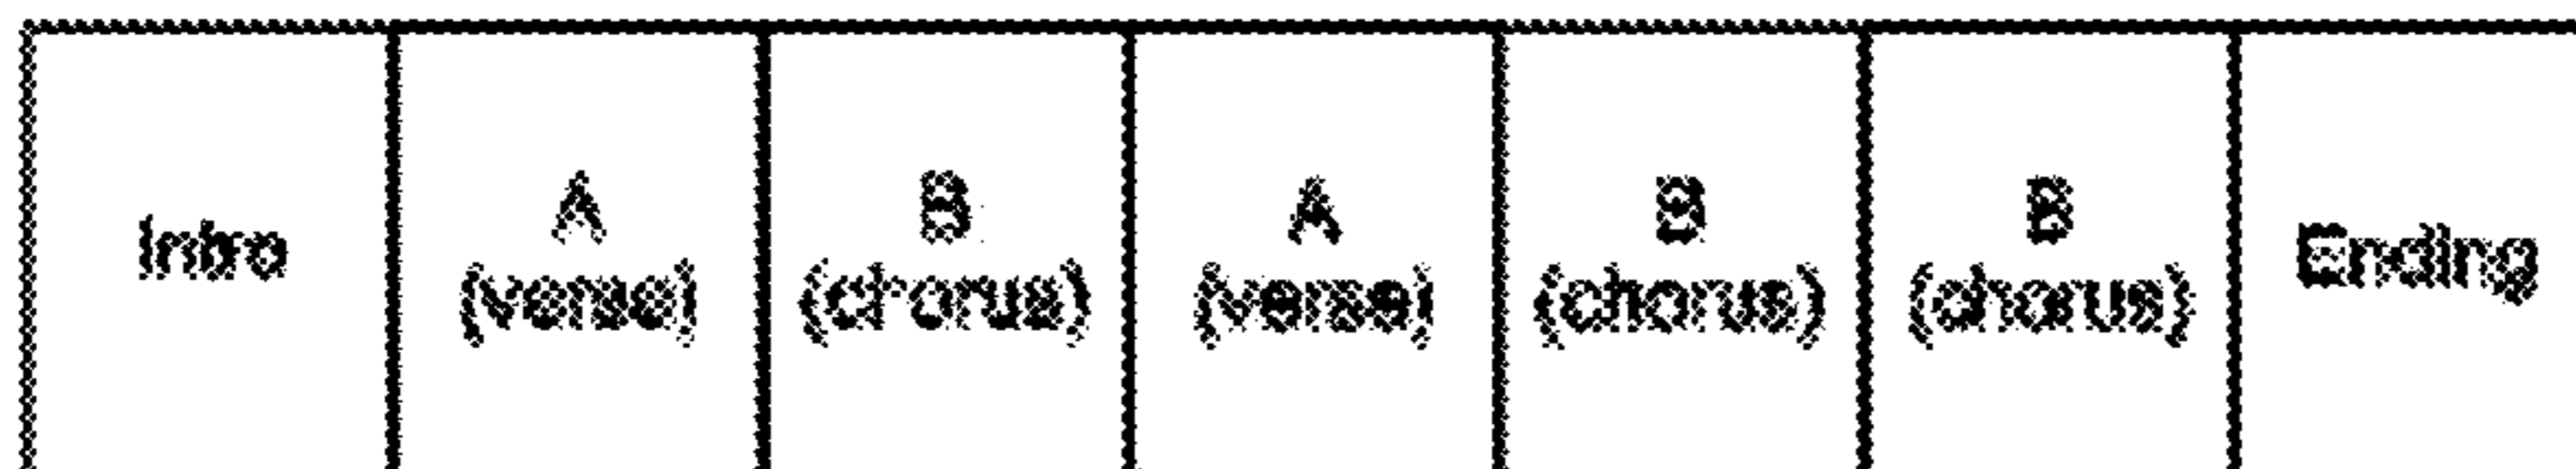 Intro
A
(verse)
B
(chorus)
A
(verse)
B
(chorus)
B
(chorus)
Ending